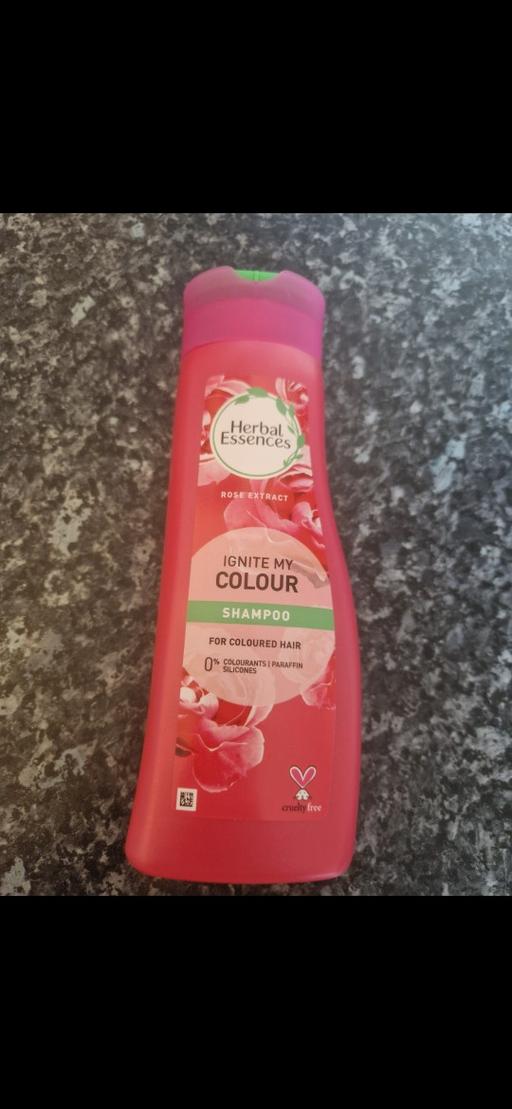 Herbal
Essences
ROSE EXTRACT
IGNITE MY
COLOUR
SHAMPOO
FOR COLOURED HAIR
0% COLOURANTS | PARAFFIN
SILICONES
cruelty free